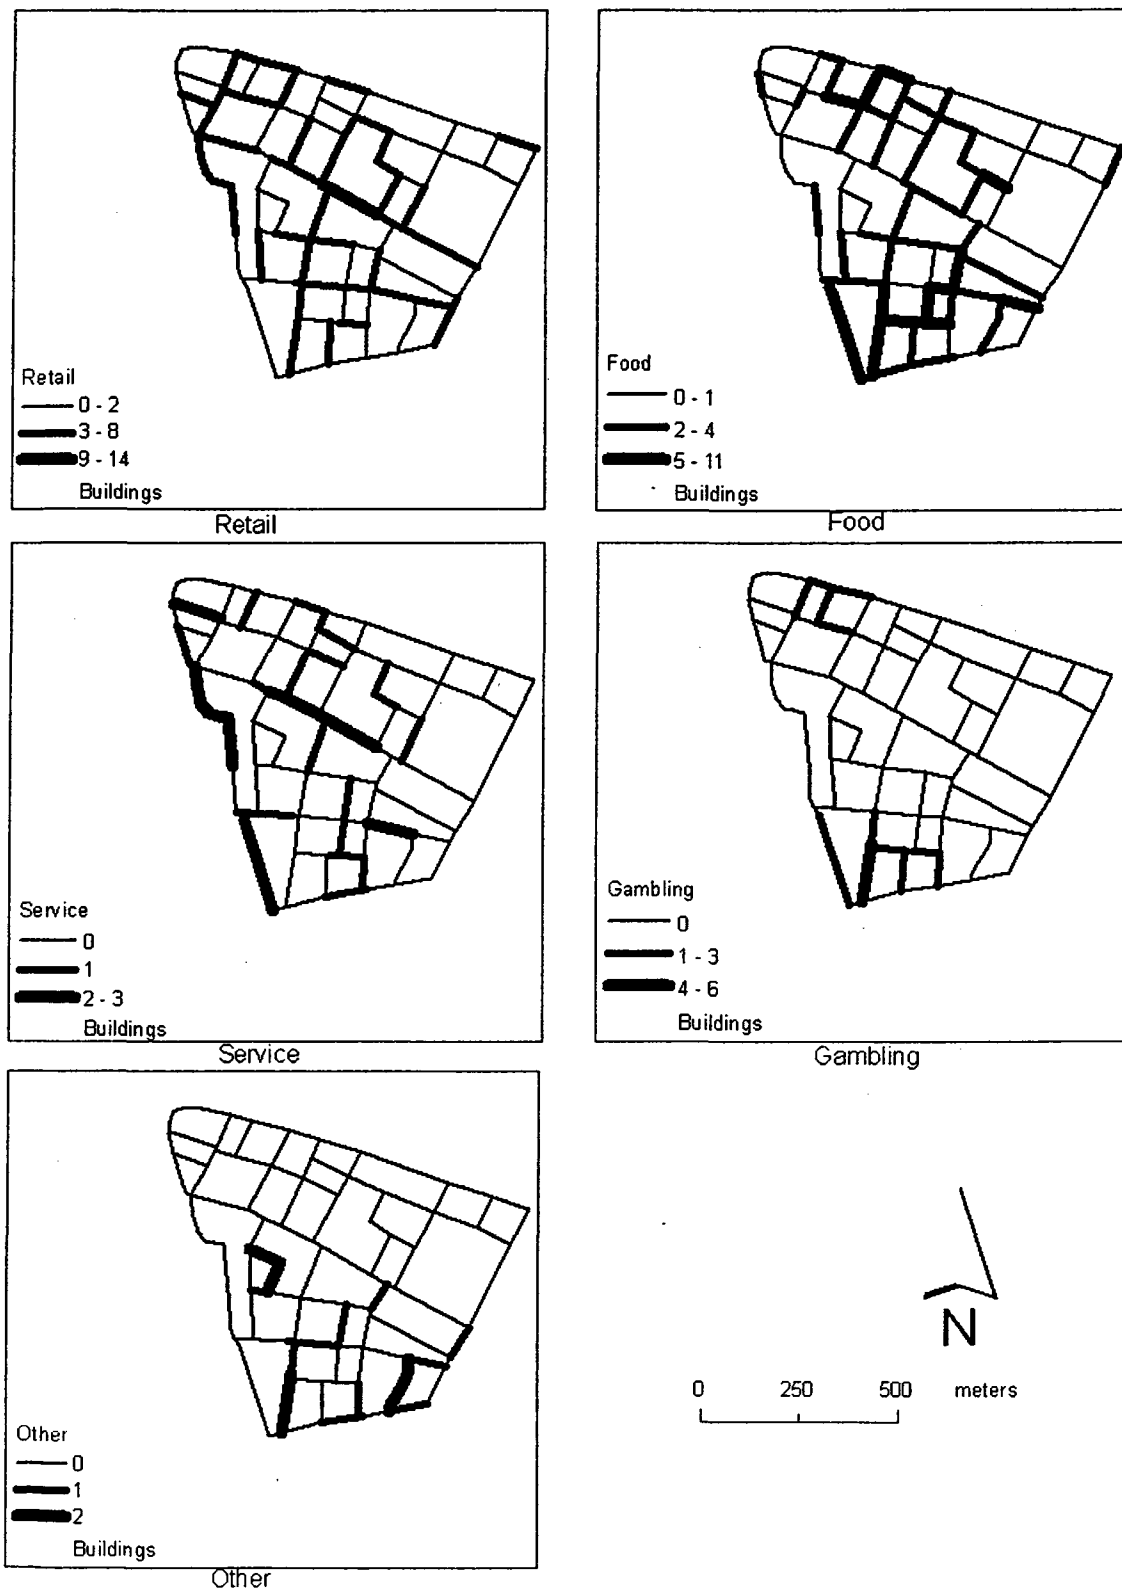 Retail
0 - 2
3 - 8
9 - 14
Buildings
Retail
Food
0 - 1
2 - 4
5 - 11
Buildings
Food
Service
0
1
2 - 3
Buildings
Service
Gambling
0
1 - 3
4 - 6
Buildings
Gambling
Other
0
1
2
Buildings
Other
N
0 250 500 meters